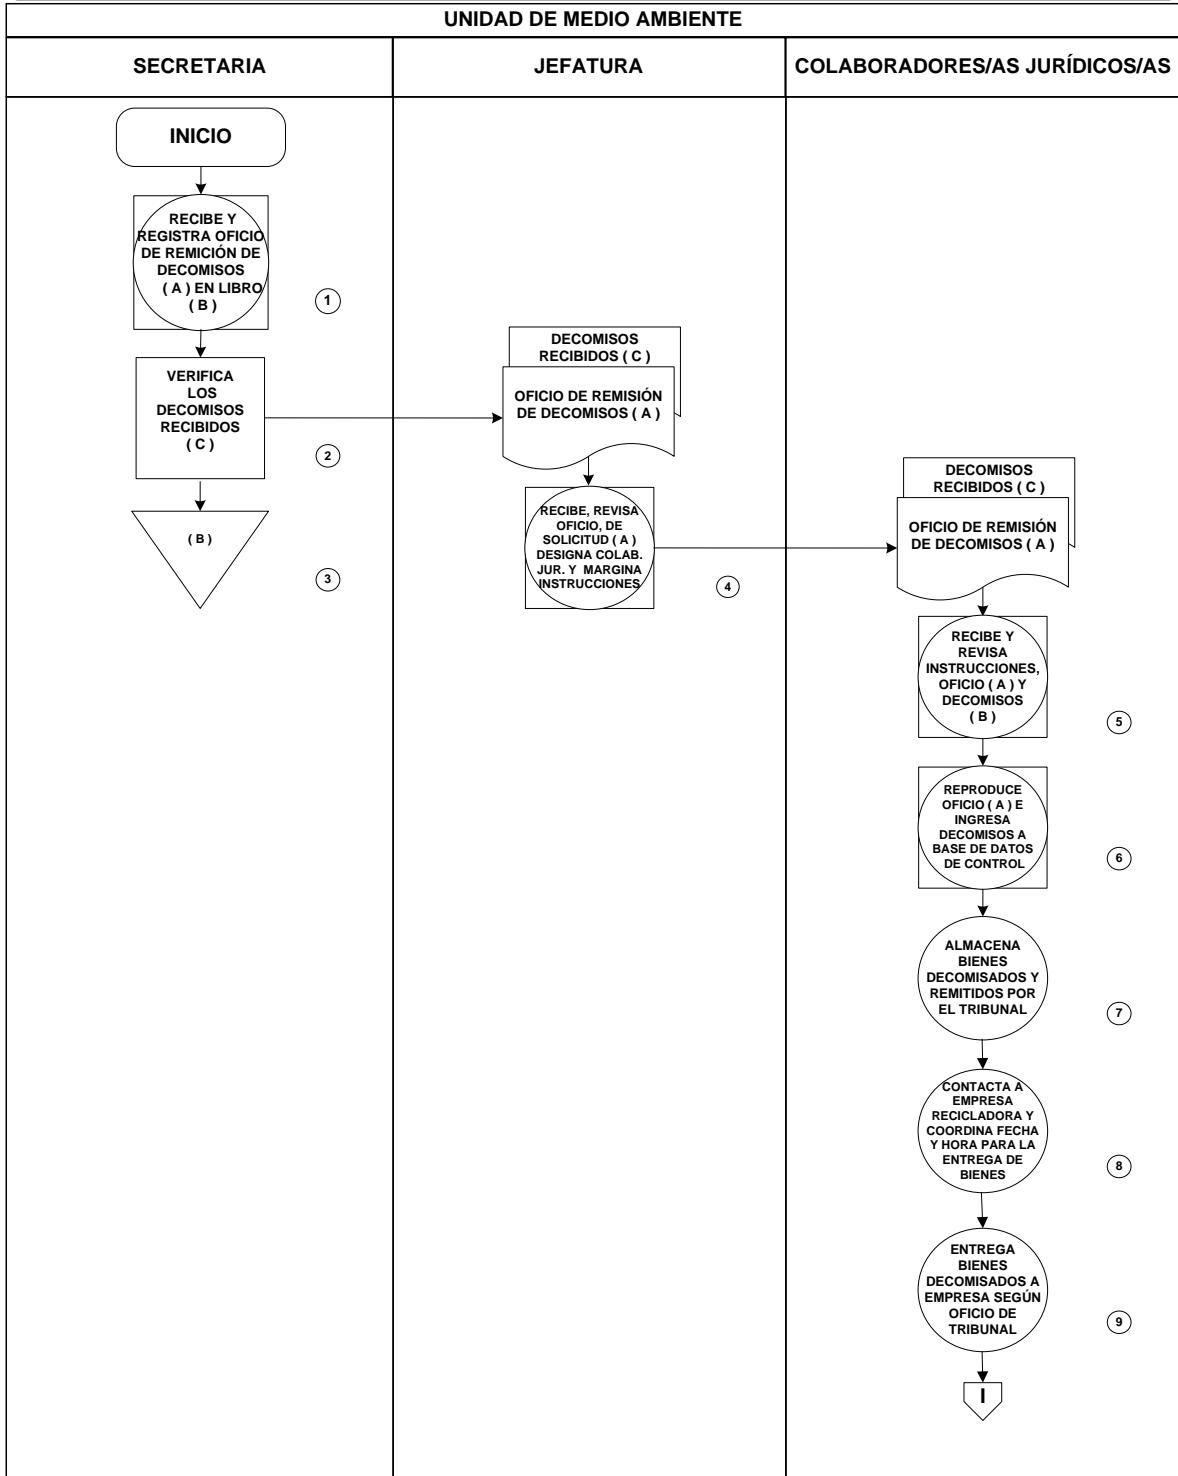 UNIDAD DE MEDIO AMBIENTE
SECRETARIA
JEFATURA
COLABORADORES/AS JURÍDICOS/AS
INICIO
RECIBE Y
REGISTRA OFICIO
DE REMICIÓN DE
DECOMISOS
( A ) EN LIBRO
( B )
1
VERIFICA
LOS
DECOMISOS
RECIBIDOS
( C )
2
( B )
3
DECOMISOS
RECIBIDOS ( C )
OFICIO DE REMISIÓN
DE DECOMISOS ( A )
RECIBE, REVISA
OFICIO, DE
SOLICITUD ( A )
DESIGNA COLAB.
JUR. Y MARGINA
INSTRUCCIONES
4
DECOMISOS
RECIBIDOS ( C )
OFICIO DE REMISIÓN
DE DECOMISOS ( A )
RECIBE Y
REVISA
INSTRUCCIONES,
OFICIO ( A ) Y
DECOMISOS
( B )
5
REPRODUCE
OFICIO ( A ) E
INGRESA
DECOMISOS A
BASE DE DATOS
DE CONTROL
6
ALMACENA
BIENES
DECOMISADOS Y
REMITIDOS POR
EL TRIBUNAL
7
CONTACTA A
EMPRESA
RECICLADORA Y
COORDINA FECHA
Y HORA PARA LA
ENTREGA DE
BIENES
8
ENTREGA
BIENES
DECOMISADOS A
EMPRESA SEGÚN
OFICIO DE
TRIBUNAL
9
I